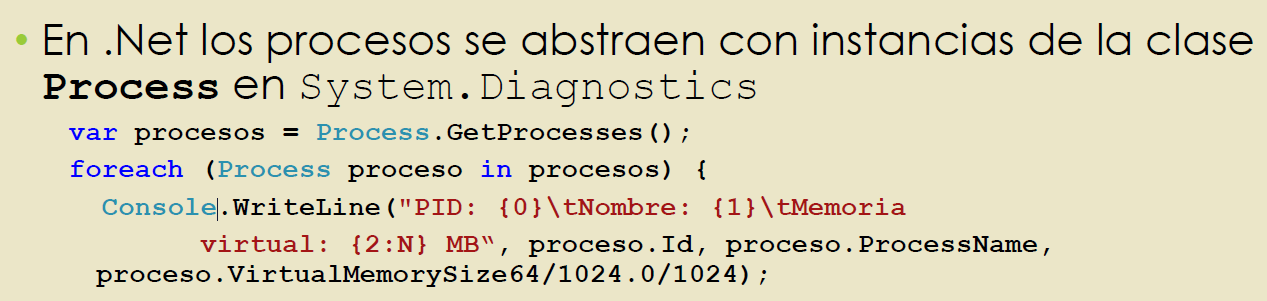 • En .Net los procesos se abstraen con instancias de la clase
Process en System.Diagnostics
var procesos = Process.GetProcesses();
foreach (Process proceso in procesos) {
Console.WriteLine("PID: {0}\tNombre: {1}\tMemoria
virtual: {2:N} MB“, proceso.Id, proceso.ProcessName,
proceso.VirtualMemorySize64/1024.0/1024);